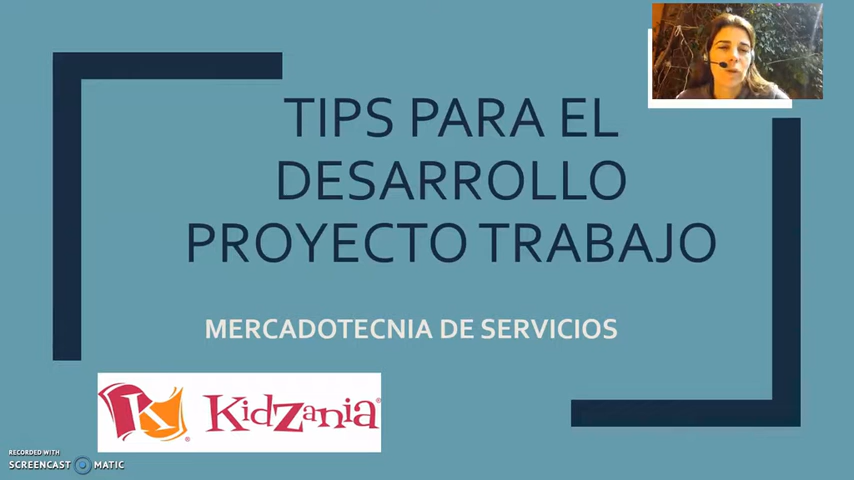 TIPS PARA EL
DESARROLLO
PROYECTO TRABAJO
MERCADOTECNIA DE SERVICIOS
K
® KidZania®
RECORDED WITH
SCREENCAST MATIC